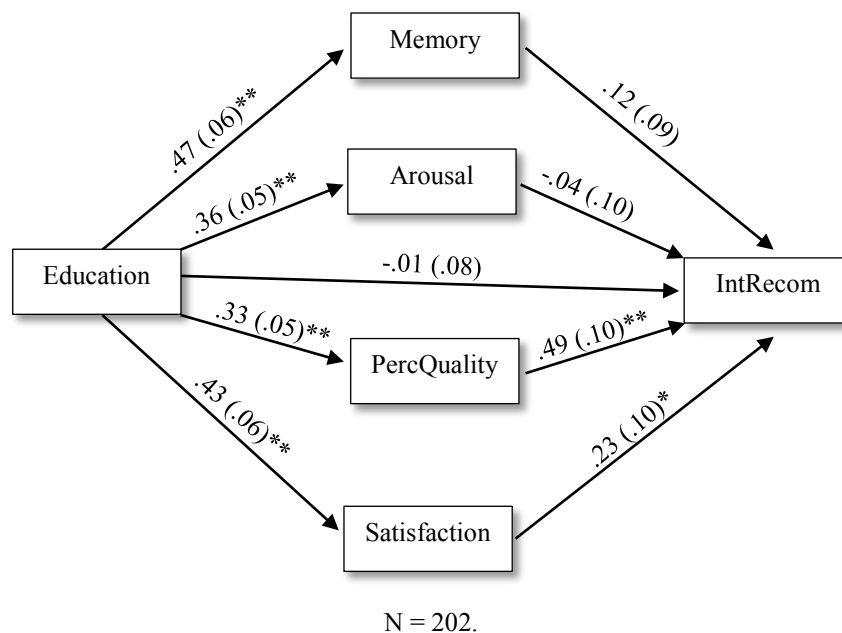 Memory
.47 (.06)**
.12 (.09)
Arousal
.36 (.05)**
-.04 (.10)
Education
-.01 (.08)
IntRecom
.33 (.05)**
PercQuality
.49 (.10)**
.43 (.06)**
.23 (.10)*
Satisfaction
N = 202.